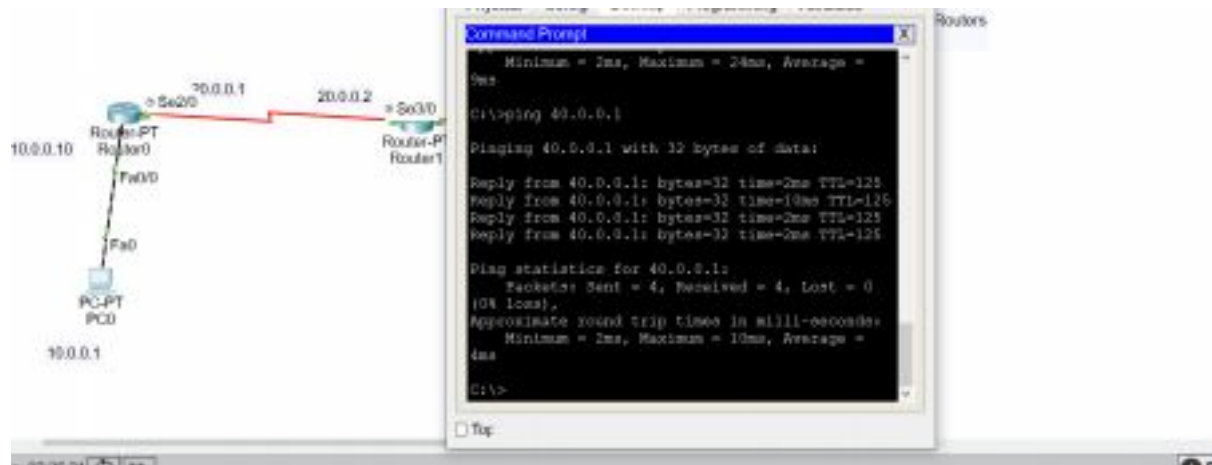 Routers
Command Prompt
X
Minimum = 2ms, Maximum = 24ms, Average =
9ms
C:\>ping 40.0.0.1
Pinging 40.0.0.1 with 32 bytes of data:
Reply from 40.0.0.1: bytes=32 time=2ms TTL=125
Reply from 40.0.0.1: bytes=32 time=10ms TTL=125
Reply from 40.0.0.1: bytes=32 time=2ms TTL=125
Reply from 40.0.0.1: bytes=32 time=2ms TTL=125
Ping statistics for 40.0.0.1:
Packets: Sent = 4, Received = 4, Lost = 0
(0% loss),
Approximate round trip times in milli-seconds:
Minimum = 2ms, Maximum = 10ms, Average =
4ms
C:\>
Top
20.0.0.1
Se2/0
20.0.0.2
Se3/0
Router-PT
Router0
10.0.0.10
Router-P
Router1
Fa0/0
Fa0
PC-PT
PC0
10.0.0.1